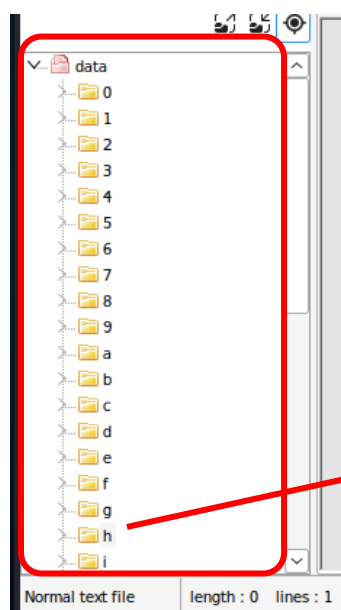 data
0
1
2
3
4
5
6
7
8
9
a
b
c
d
e
f
g
h
i
Normal text file length : 0 lines : 1